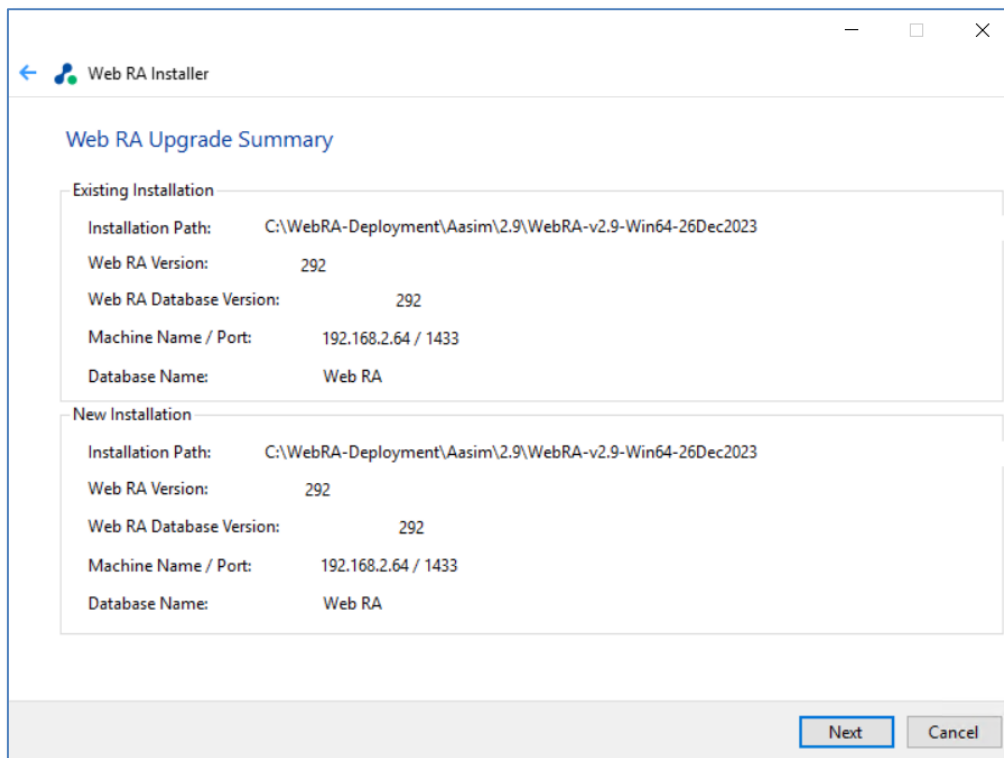 Web RA Installer
Web RA Upgrade Summary
Existing Installation
Installation Path: C:\WebRA-Deployment\Aasim\2.9\WebRA-v2.9-Win64-26Dec2023
Web RA Version: 292
Web RA Database Version: 292
Machine Name / Port: 192.168.2.64 / 1433
Database Name: Web RA
New Installation
Installation Path: C:\WebRA-Deployment\Aasim\2.9\WebRA-v2.9-Win64-26Dec2023
Web RA Version: 292
Web RA Database Version: 292
Machine Name / Port: 192.168.2.64 / 1433
Database Name: Web RA
Next Cancel